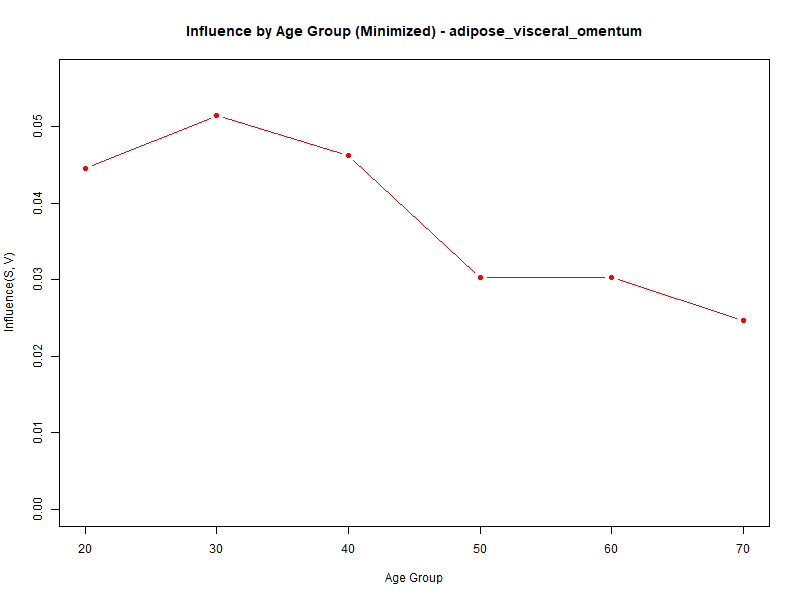 Influence by Age Group (Minimized) - adipose_visceral_omentum
Influence(S, V)
0.05
0.04
0.03
0.02
0.01
0.00
20 30 40 50 60 70
Age Group